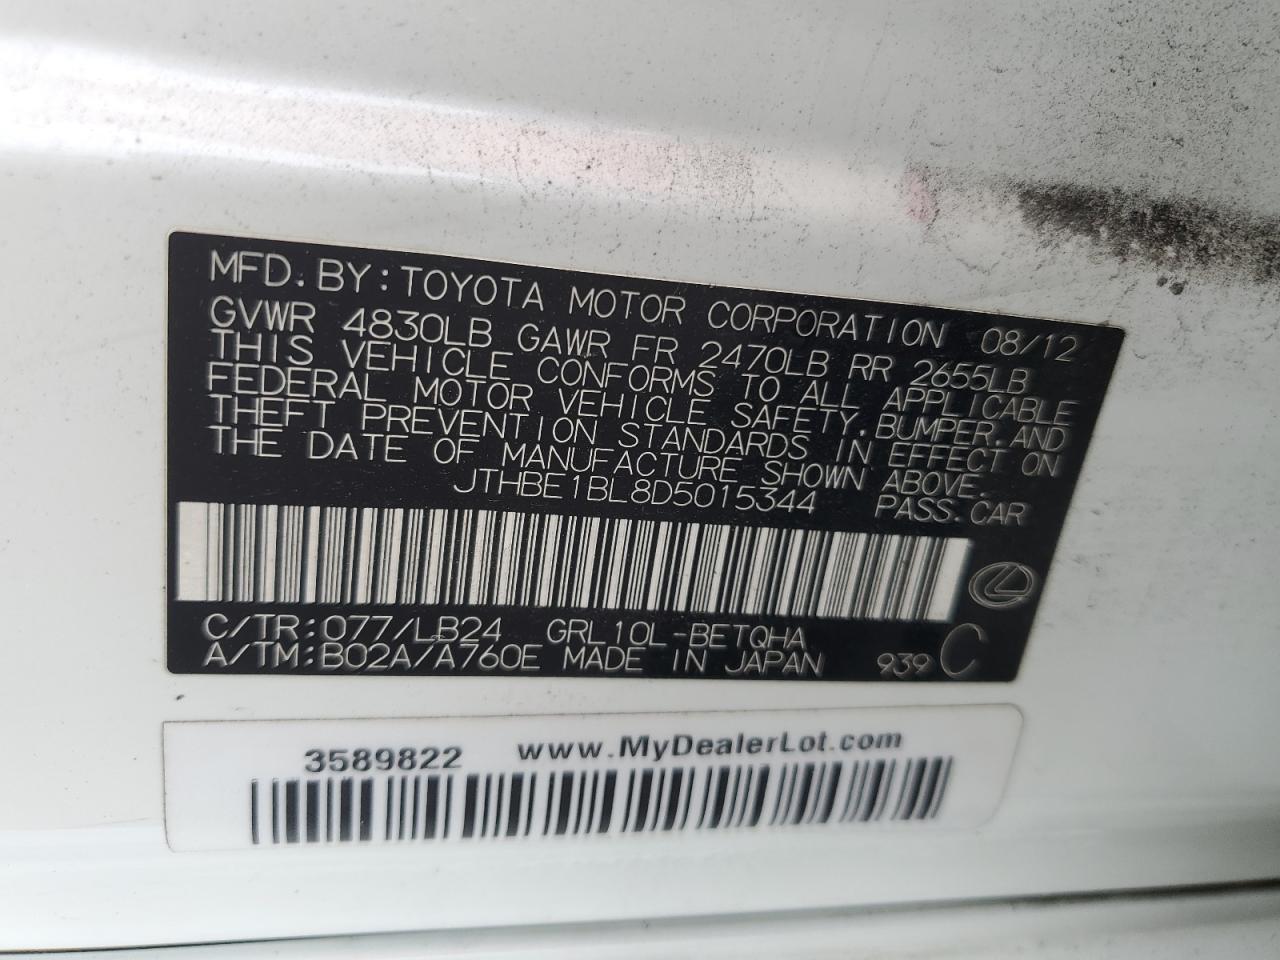 MFD. BY: TOYOTA MOTOR CORPORATION 08/12
GVWR 4830LB GAWR FR 2470LB RR 2655LB
THIS VEHICLE CONFORMS TO ALL APPLICABLE
FEDERAL MOTOR VEHICLE SAFETY, BUMPER, AND
THEFT PREVENTION STANDARDS IN EFFECT ON
THE DATE OF MANUFACTURE SHOWN ABOVE.
JTHBE1BL8D5015344 PASS. CAR
C/TR: 077/LB24 GRL10L-BETQHA
A/TM: B02A/A760E MADE IN JAPAN 939 C
3589822 www.MyDealerLot.com